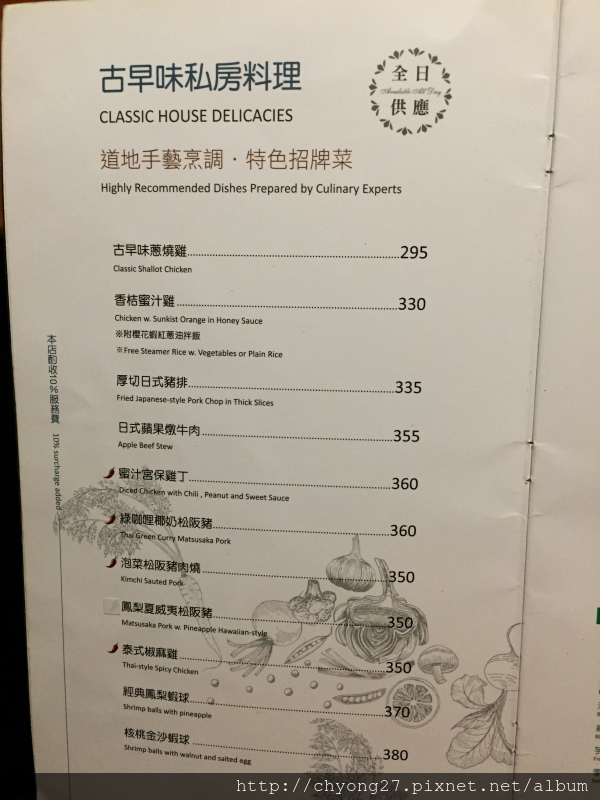 古早味私房料理
全日
Available All Day
供應
CLASSIC HOUSE DELICACIES
道地手藝烹調・特色招牌菜
Highly Recommended Dishes Prepared by Culinary Experts
古早味蔥燒雞 295
Classic Shallot Chicken
香桔蜜汁雞 330
Chicken w. Sunkist Orange in Honey Sauce
※附櫻花蝦紅蔥油拌飯
※Free Steamer Rice w. Vegetables or Plain Rice
厚切日式豬排 335
Fried Japanese-style Pork Chop in Thick Slices
日式蘋果燉牛肉 355
Apple Beef Stew
蜜汁宮保雞丁 360
Diced Chicken with Chili , Peanut and Sweet Sauce
綠咖哩椰奶松阪豬 360
Thai Green Curry Matsusaka Pork
泡菜松阪豬肉燒 350
Kimchi Sauted Pork
鳳梨夏威夷松阪豬 350
Matsusaka Pork w. Pineapple Hawaiian-style
泰式椒麻雞 350
Thai-style Spicy Chicken
經典鳳梨蝦球 370
Shrimp balls with pineapple
核桃金沙蝦球 380
Shrimp balls with walnut and salted egg
本店酌收10%服務費 10% surcharge added
http://chyong27.pixnet.net/album